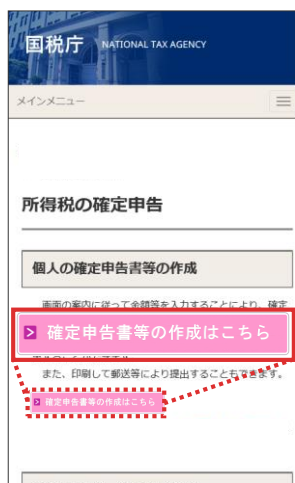 国税庁 NATIONAL TAX AGENCY
メインメニュー
所得税の確定申告
個人の確定申告書等の作成
画面の案内に従って金額等を入力することにより、確定
確定申告書等の作成はこちら
また、印刷して郵送等により提出することもできます。
確定申告書等の作成はこちら